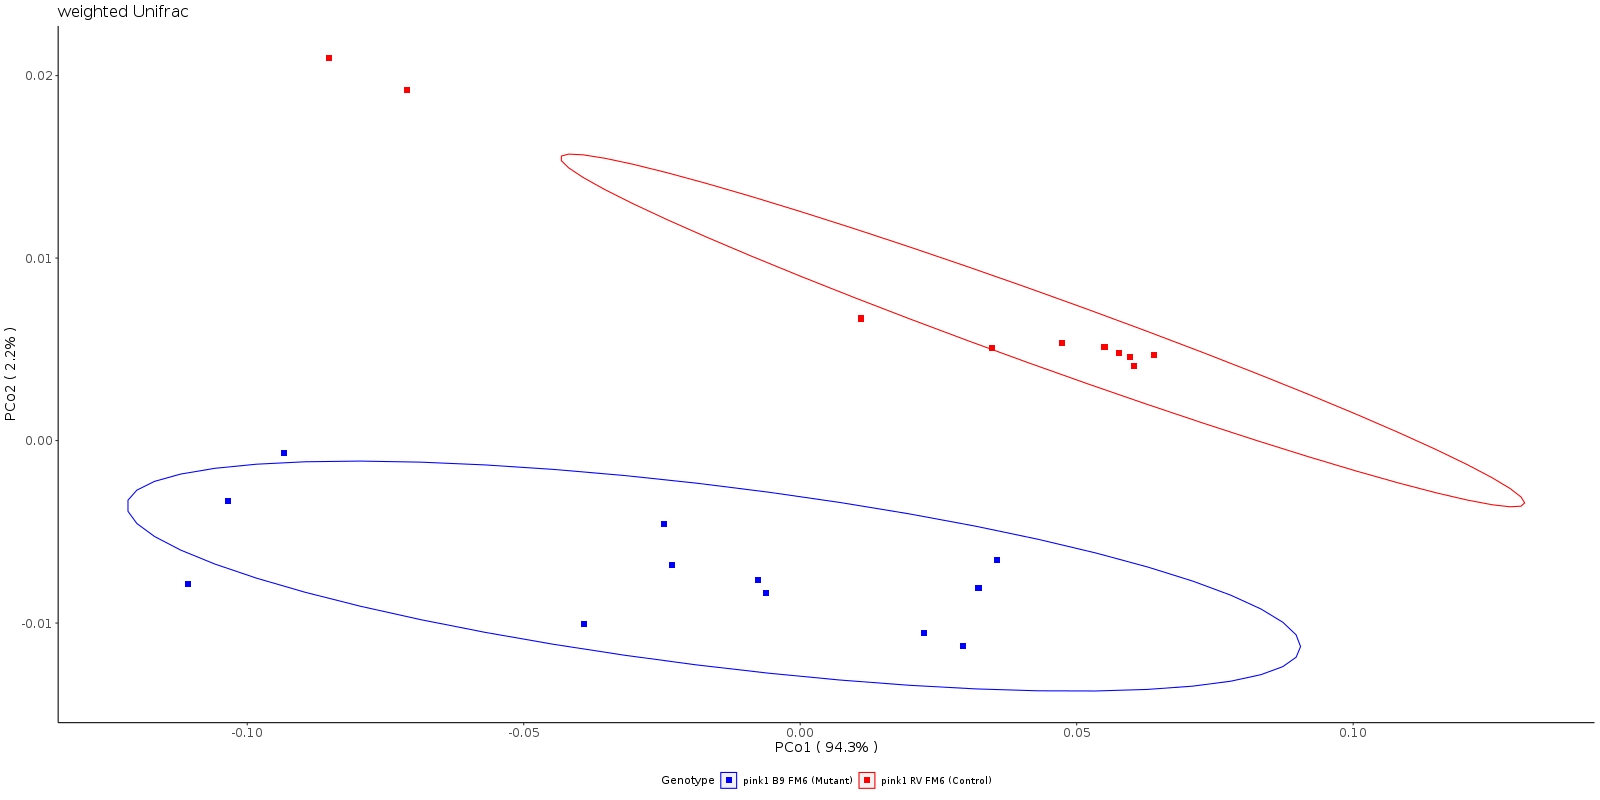 weighted Unifrac
0.02
0.01
0.00
-0.01
PCo2 ( 2.2% )
-0.10
-0.05
0.00
0.05
0.10
PCo1 ( 94.3% )
Genotype
pink1 B9 FM6 (Mutant)
pink1 RV FM6 (Control)